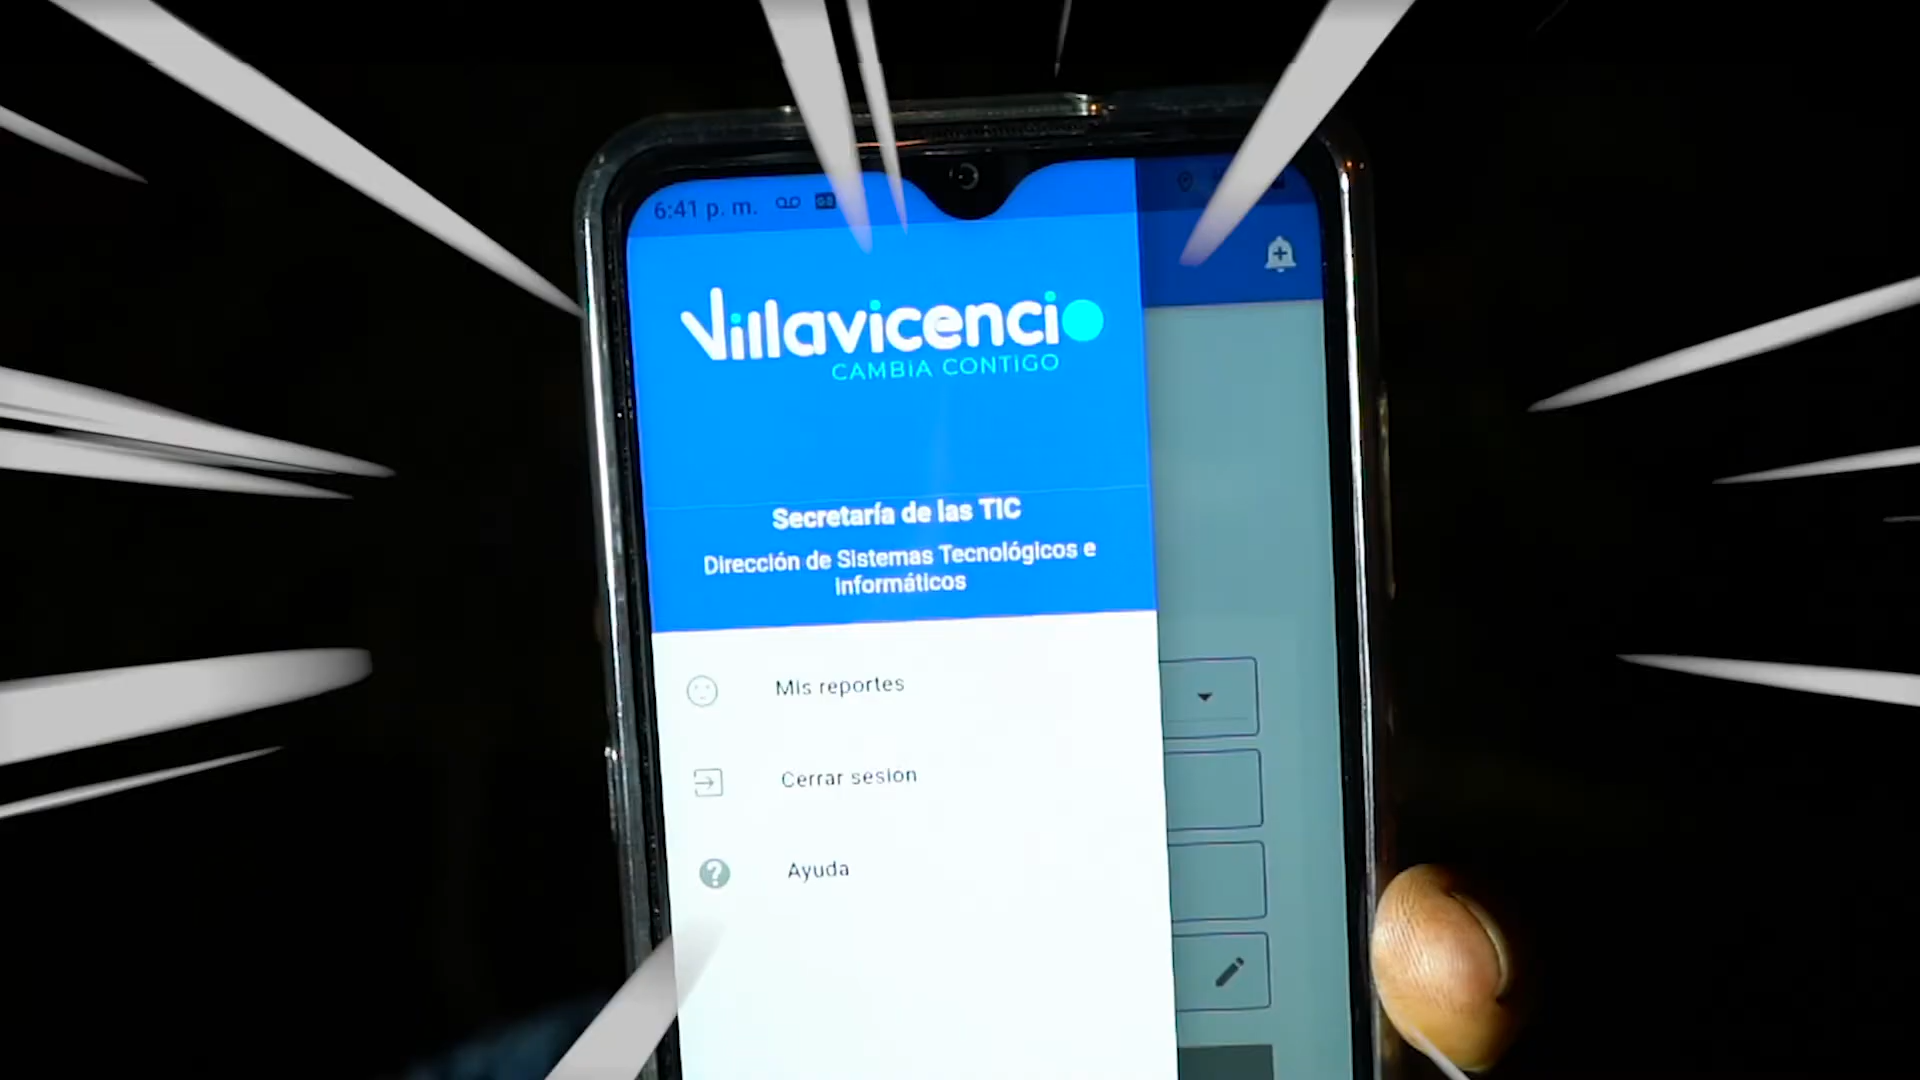 6:41 p. m.
Villavicencio
CAMBiA CONTiGO
Secretaría de las TIC
Dirección de Sistemas Tecnológicos e
informáticos
Mis reportes
Cerrar sesion
Ayuda